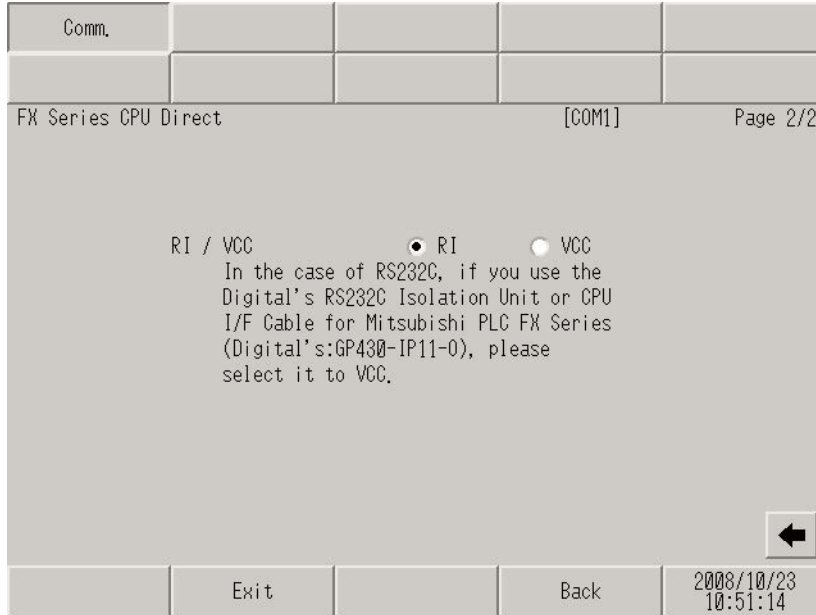 Comm.
FX Series CPU Direct [COM1] Page 2/2
RI / VCC RI VCC
In the case of RS232C, if you use the
Digital's RS232C Isolation Unit or CPU
I/F Cable for Mitsubishi PLC FX Series
(Digital's:GP430-IP11-O), please
select it to VCC.
Exit Back 2008/10/23
10:51:14